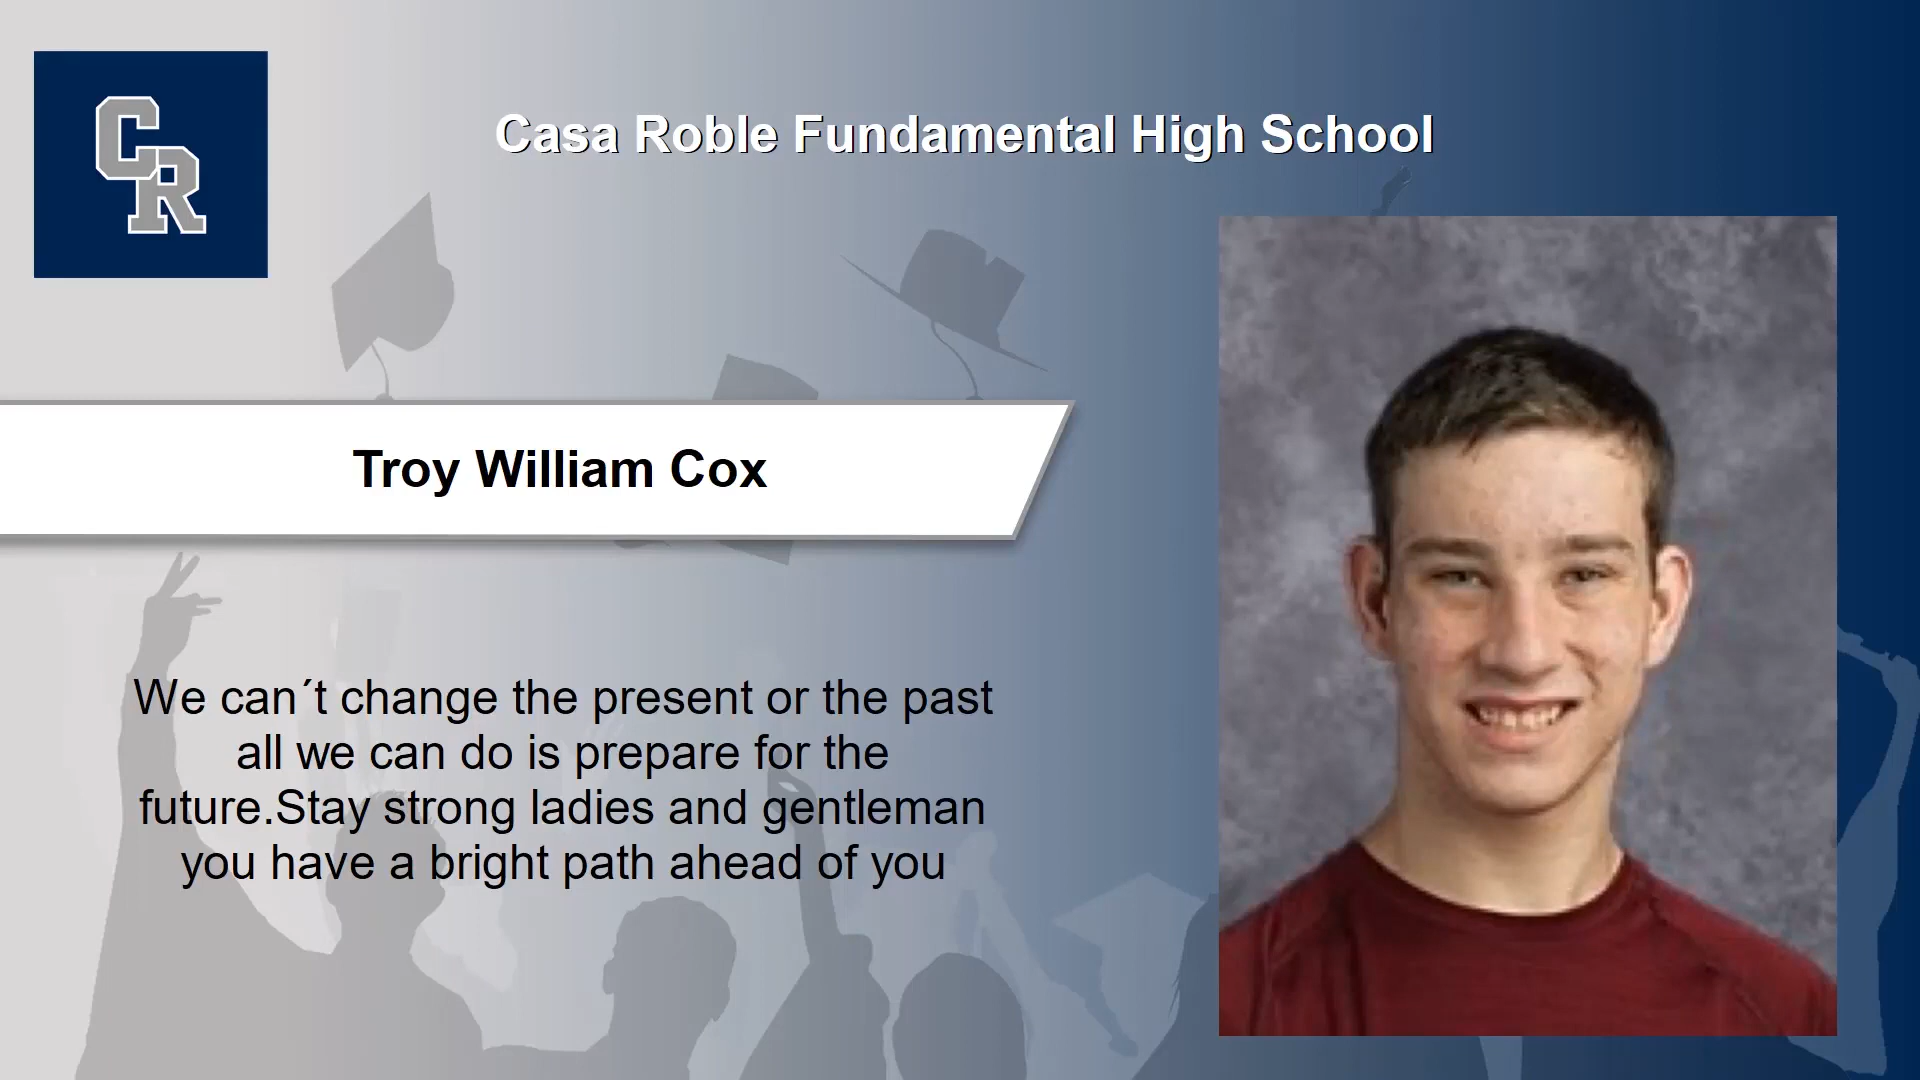 CR
Casa Roble Fundamental High School
Troy William Cox
We can´t change the present or the past
all we can do is prepare for the
future.Stay strong ladies and gentleman
you have a bright path ahead of you